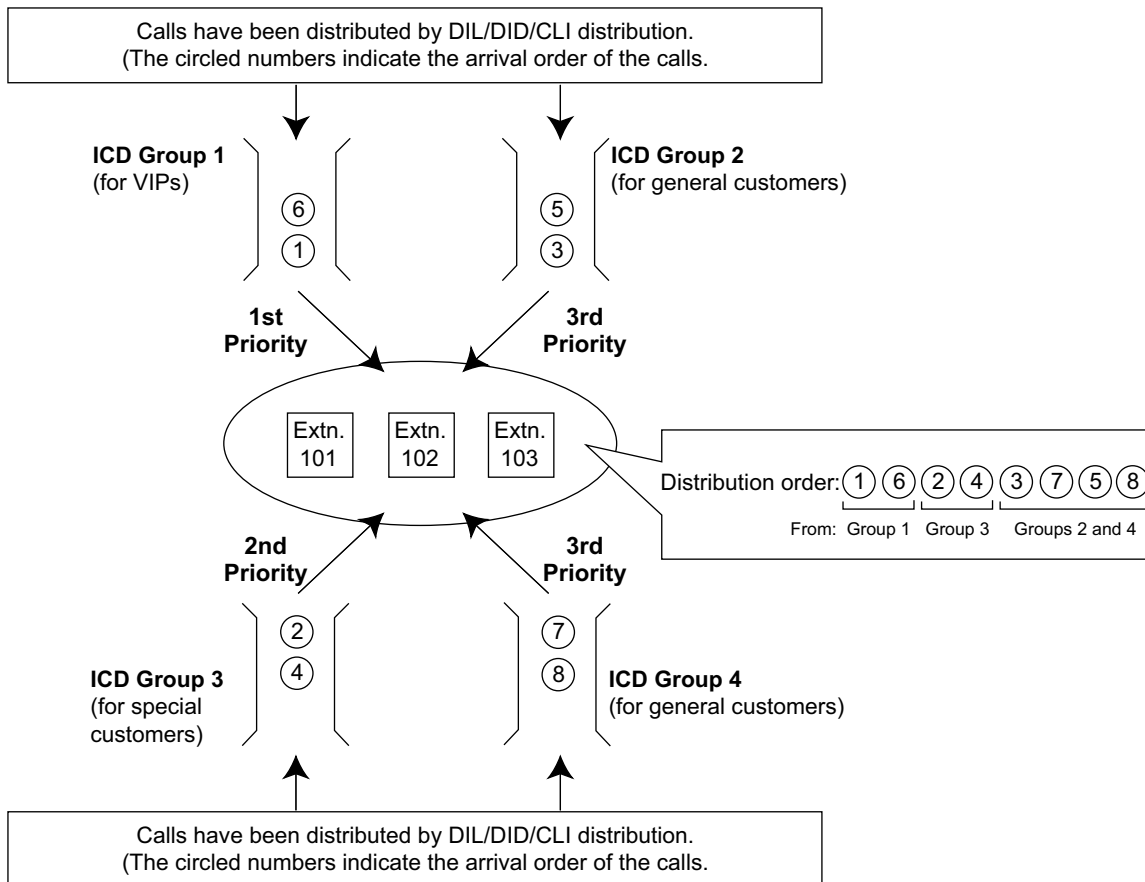 Calls have been distributed by DIL/DID/CLI distribution.
(The circled numbers indicate the arrival order of the calls.
ICD Group 1
(for VIPs)
6
1
ICD Group 2
(for general customers)
5
3
1st
Priority
3rd
Priority
Extn.
101
Extn.
102
Extn.
103
Distribution order: 1 6 2 4 3 7 5 8
From: Group 1 Group 3 Groups 2 and 4
2nd
Priority
3rd
Priority
ICD Group 3
(for special
customers)
2
4
ICD Group 4
(for general customers)
7
8
Calls have been distributed by DIL/DID/CLI distribution.
(The circled numbers indicate the arrival order of the calls.